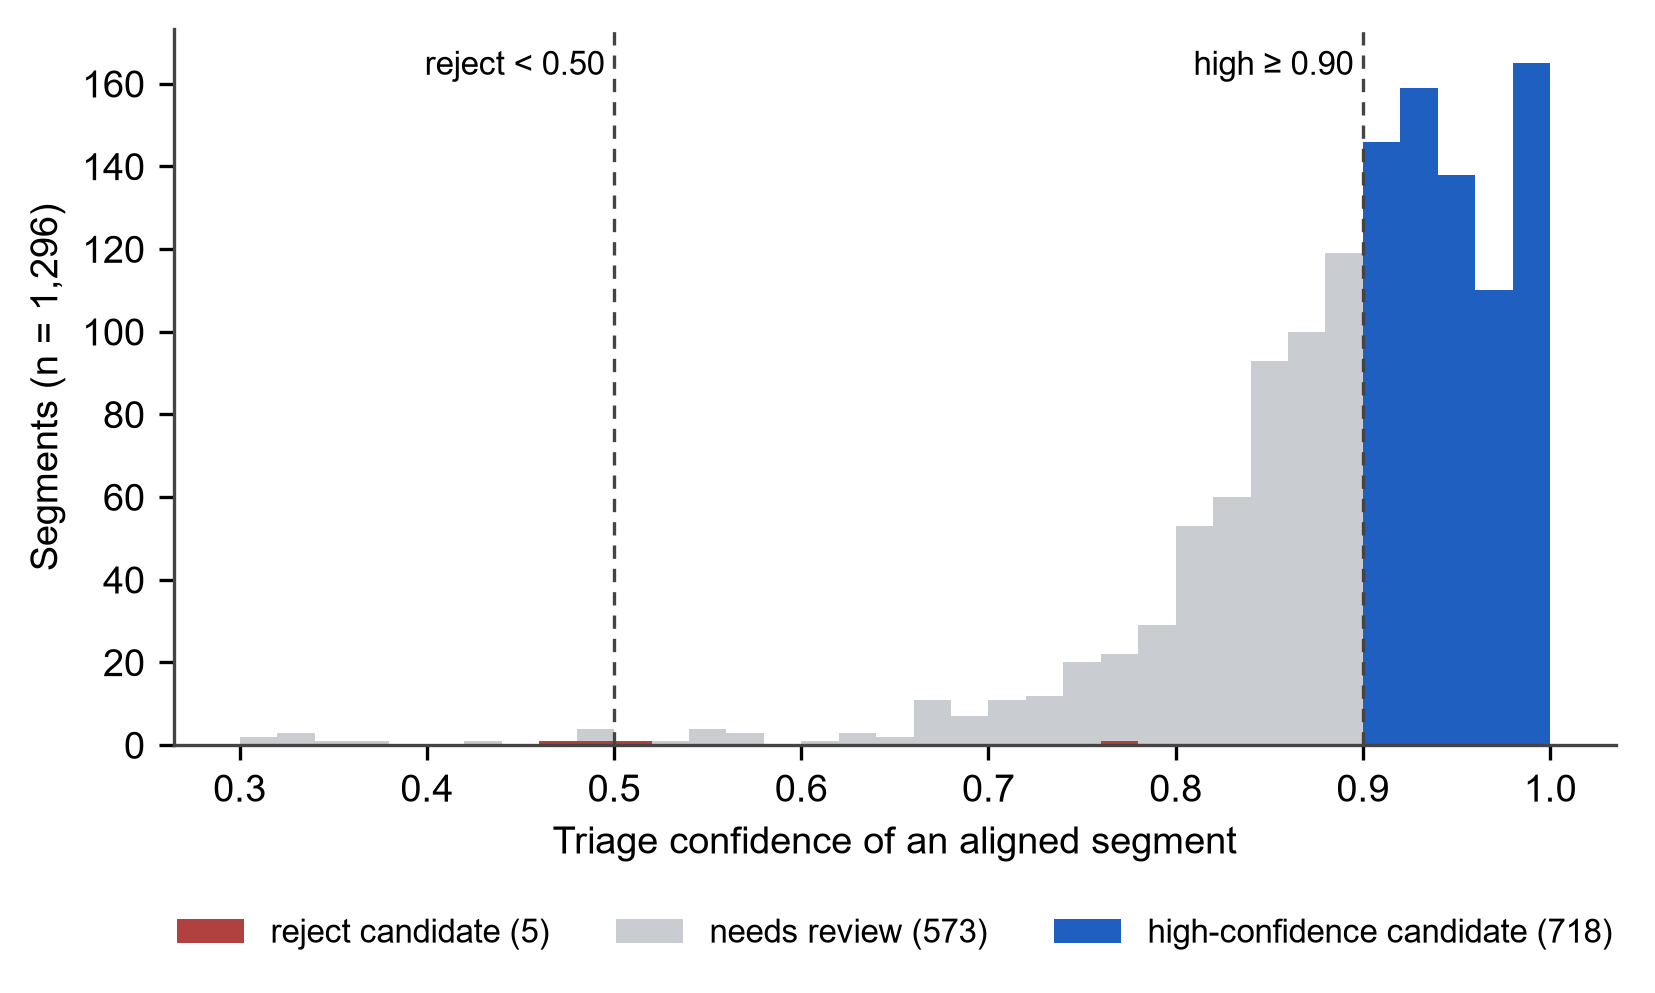 reject < 0.50
high ≥ 0.90
160
140
120
100
80
60
40
20
0
Segments (n = 1,296)
0.3 0.4 0.5 0.6 0.7 0.8 0.9 1.0
Triage confidence of an aligned segment
reject candidate (5)
needs review (573)
high-confidence candidate (718)